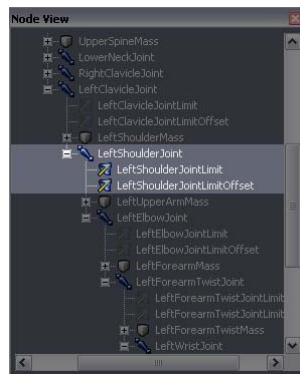 Node View
UpperSpineMass
LowerNeckJoint
RightClavicleJoint
LeftClavicleJoint
LeftClavicleJointLimit
LeftClavicleJointLimitOffset
LeftShoulderMass
LeftShoulderJoint
LeftShoulderJointLimit
LeftShoulderJointLimitOffset
LeftUpperArmMass
LeftElbowJoint
LeftElbowJointLimit
LeftElbowJointLimitOffset
LeftForearmMass
LeftForearmTwistJoint
LeftForearmTwistJointLimit
LeftForearmTwistJointLimit
LeftForearmTwistMass
LeftWristJoint